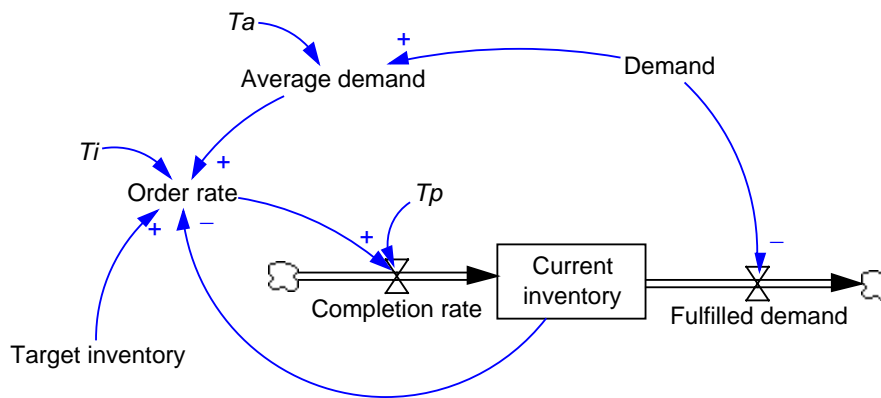 Ta
+
Average demand
Demand
Ti
+
Order rate
Tp
+
–
+
–
Current
inventory
Completion rate
Fulfilled demand
Target inventory